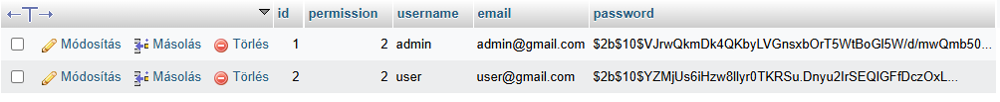 id permission username email password
Módosítás Másolás Törlés 1 2 admin admin@gmail.com $2b$10$VJrwQkmDk4QKbyLVGnsxbOrT5WtBoGl5W/d/mwQmb50...
Módosítás Másolás Törlés 2 2 user user@gmail.com $2b$10$YZMjUs6iHzw8llyr0TKRSu.Dnyu2IrSEQIGFfDczOxL...